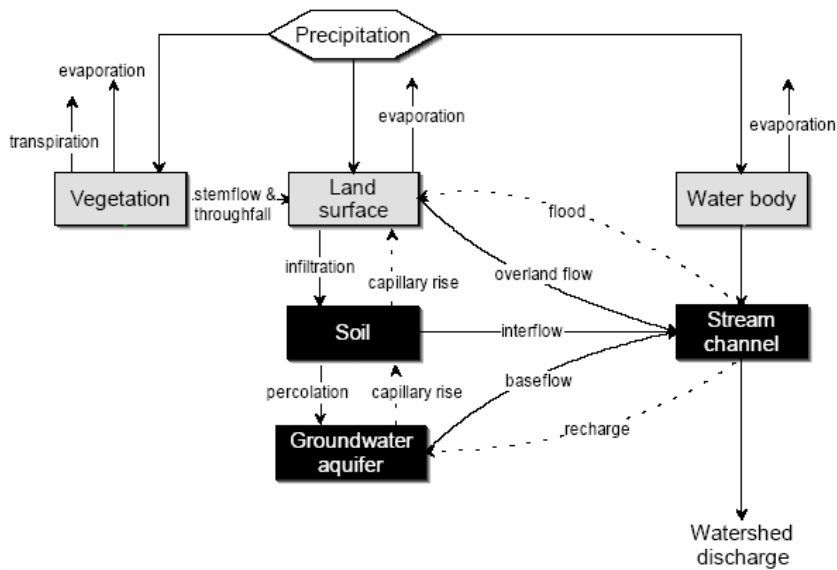 Precipitation
evaporation
transpiration
evaporation
evaporation
Vegetation
.stemflow &
throughfall
Land
surface
Water body
flood
infiltration
capillary rise
overland flow
Soil
interflow
Stream
channel
percolation
capillary rise
baseflow
recharge
Groundwater
aquifer
Watershed
discharge